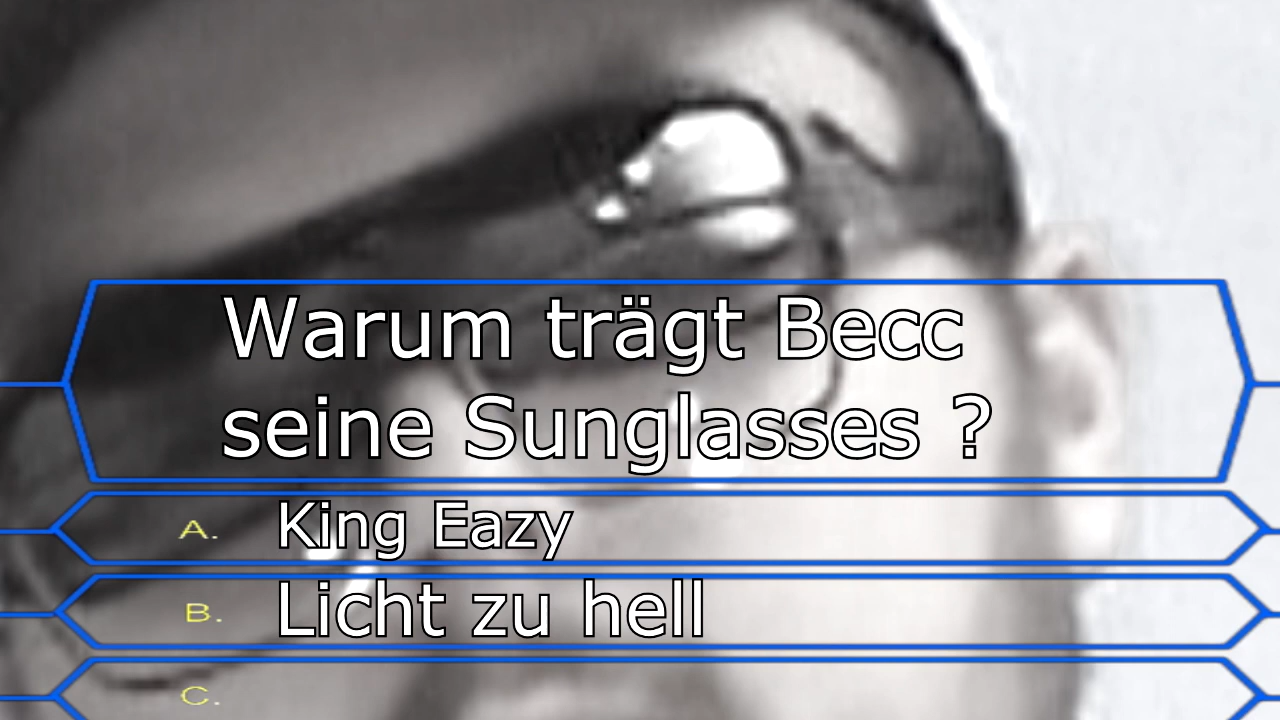 Warum trägt Becc
seine Sunglasses ?
A. King Eazy
B. Licht zu hell
C.